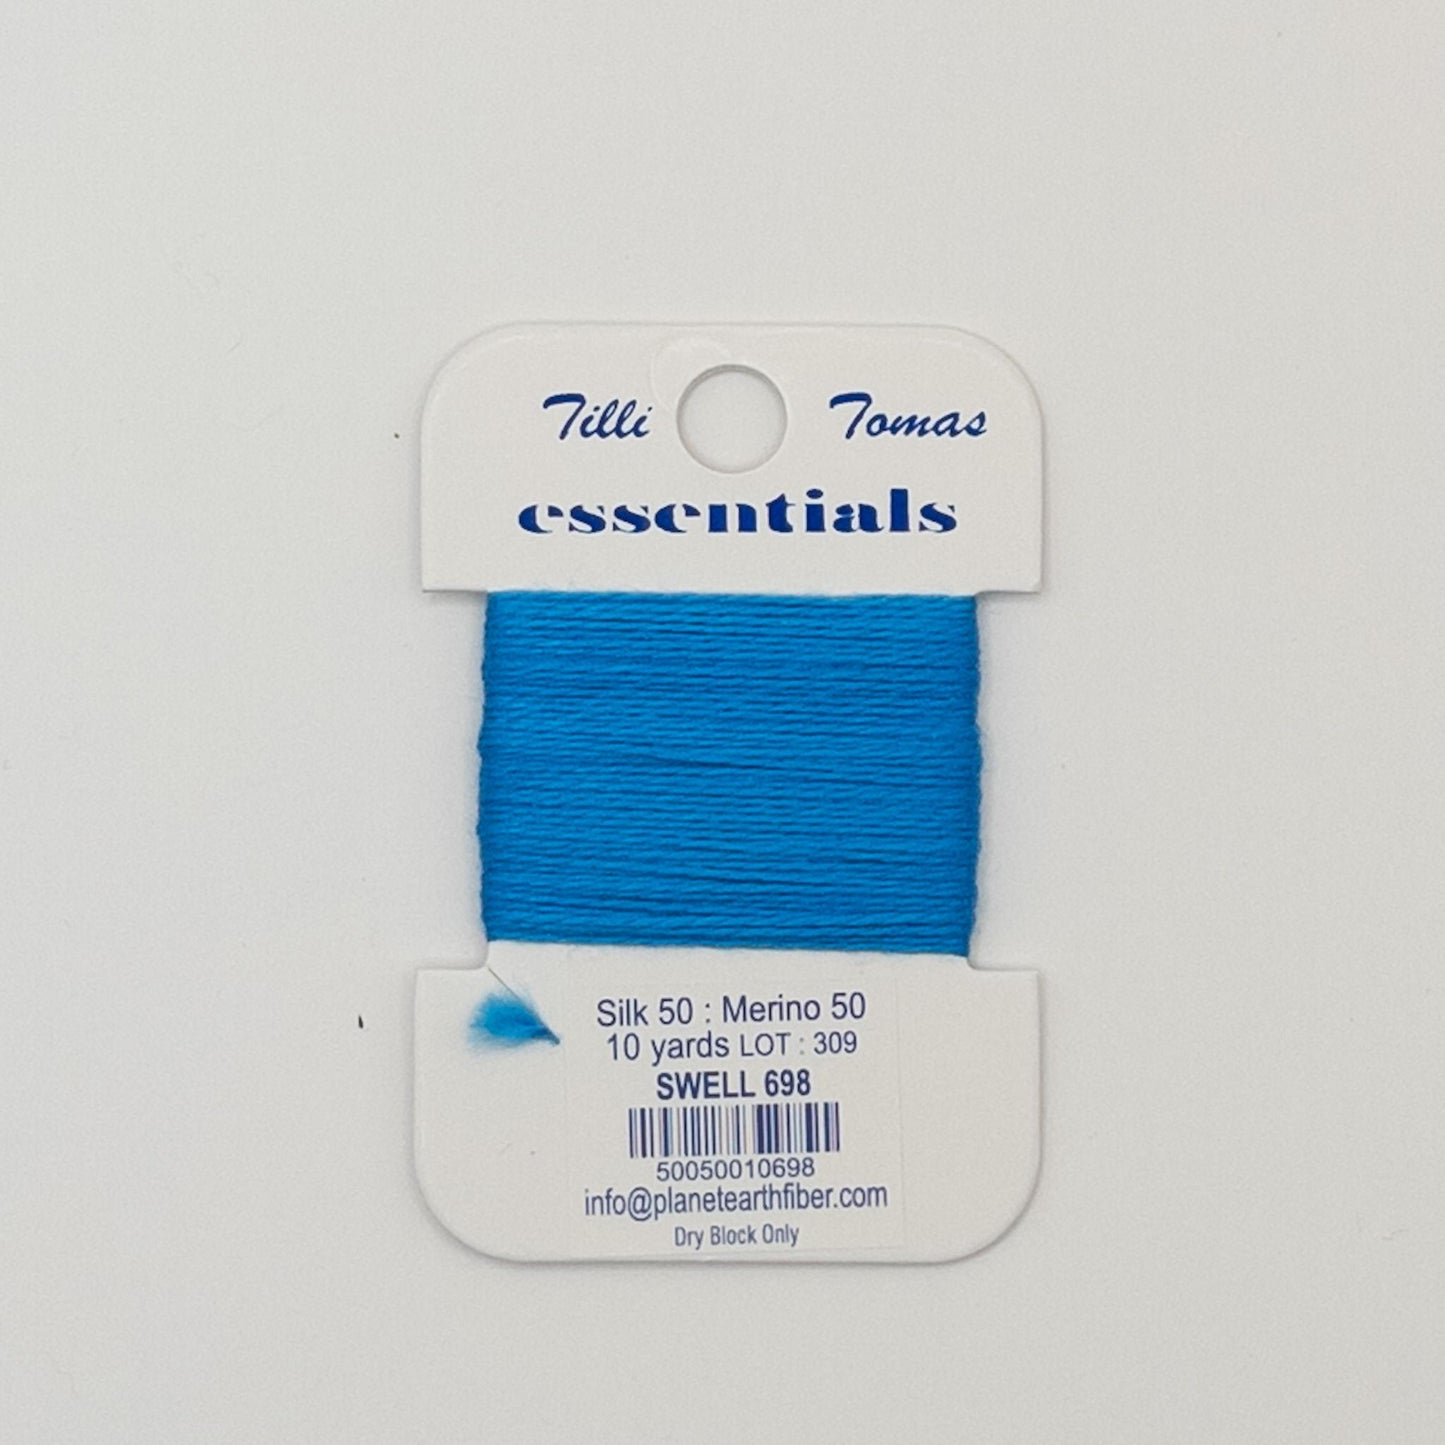 Tilli Tomas
essentials
Silk 50 : Merino 50
10 yards LOT : 309
SWELL 698
50050010698
info@planetearthfiber.com
Dry Block Only